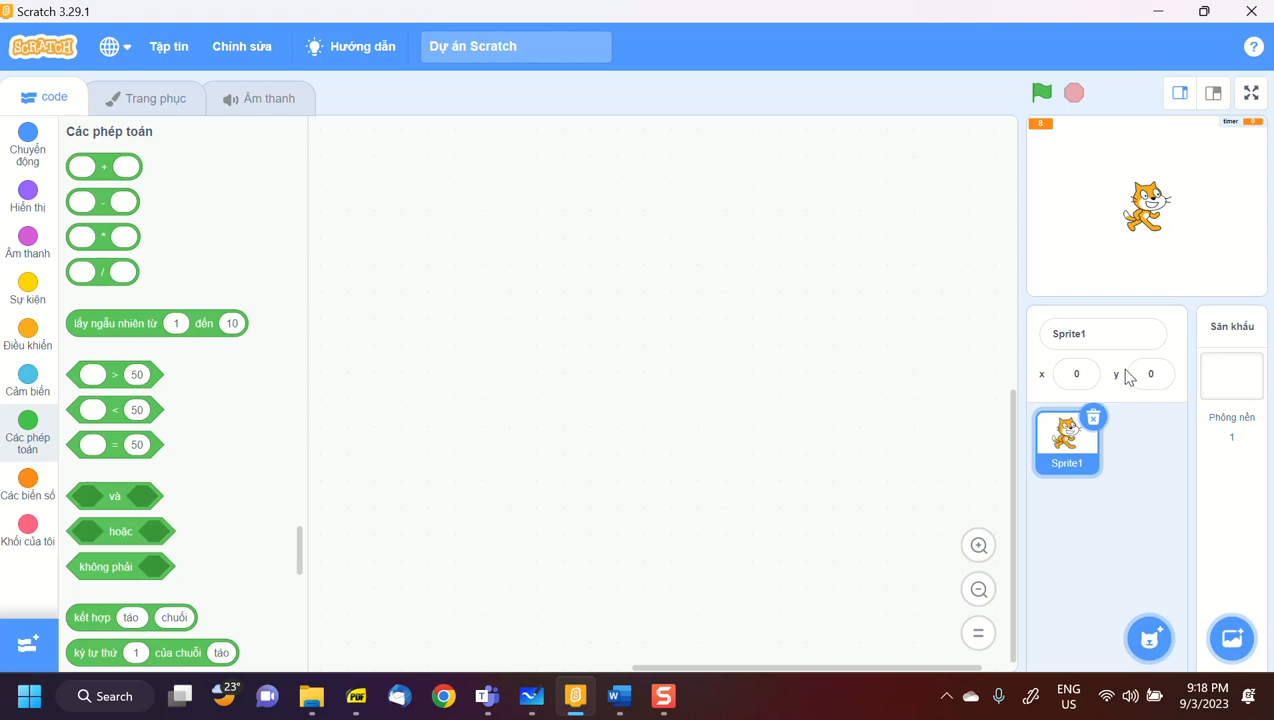 Scratch 3.29.1
SCRATCH
Tập tin
Chỉnh sửa
Hướng dẫn
Dự án Scratch
?
code
Trang phục
Âm thanh
Chuyển động
Hiển thị
Âm thanh
Sự kiện
Điều khiển
Cảm biến
Các phép toán
Các biến số
Khối của tôi
Các phép toán
+
-
*
/
lấy ngẫu nhiên từ 1 đến 10
> 50
< 50
= 50
và
hoặc
không phải
kết hợp táo chuối
ký tự thứ 1 của chuỗi táo
8
timer 0
Sprite1
x 0 y 0
Sprite1
Sân khấu
Phông nền
1
Search
23°
PDF
ENG
US
9:18 PM
9/3/2023